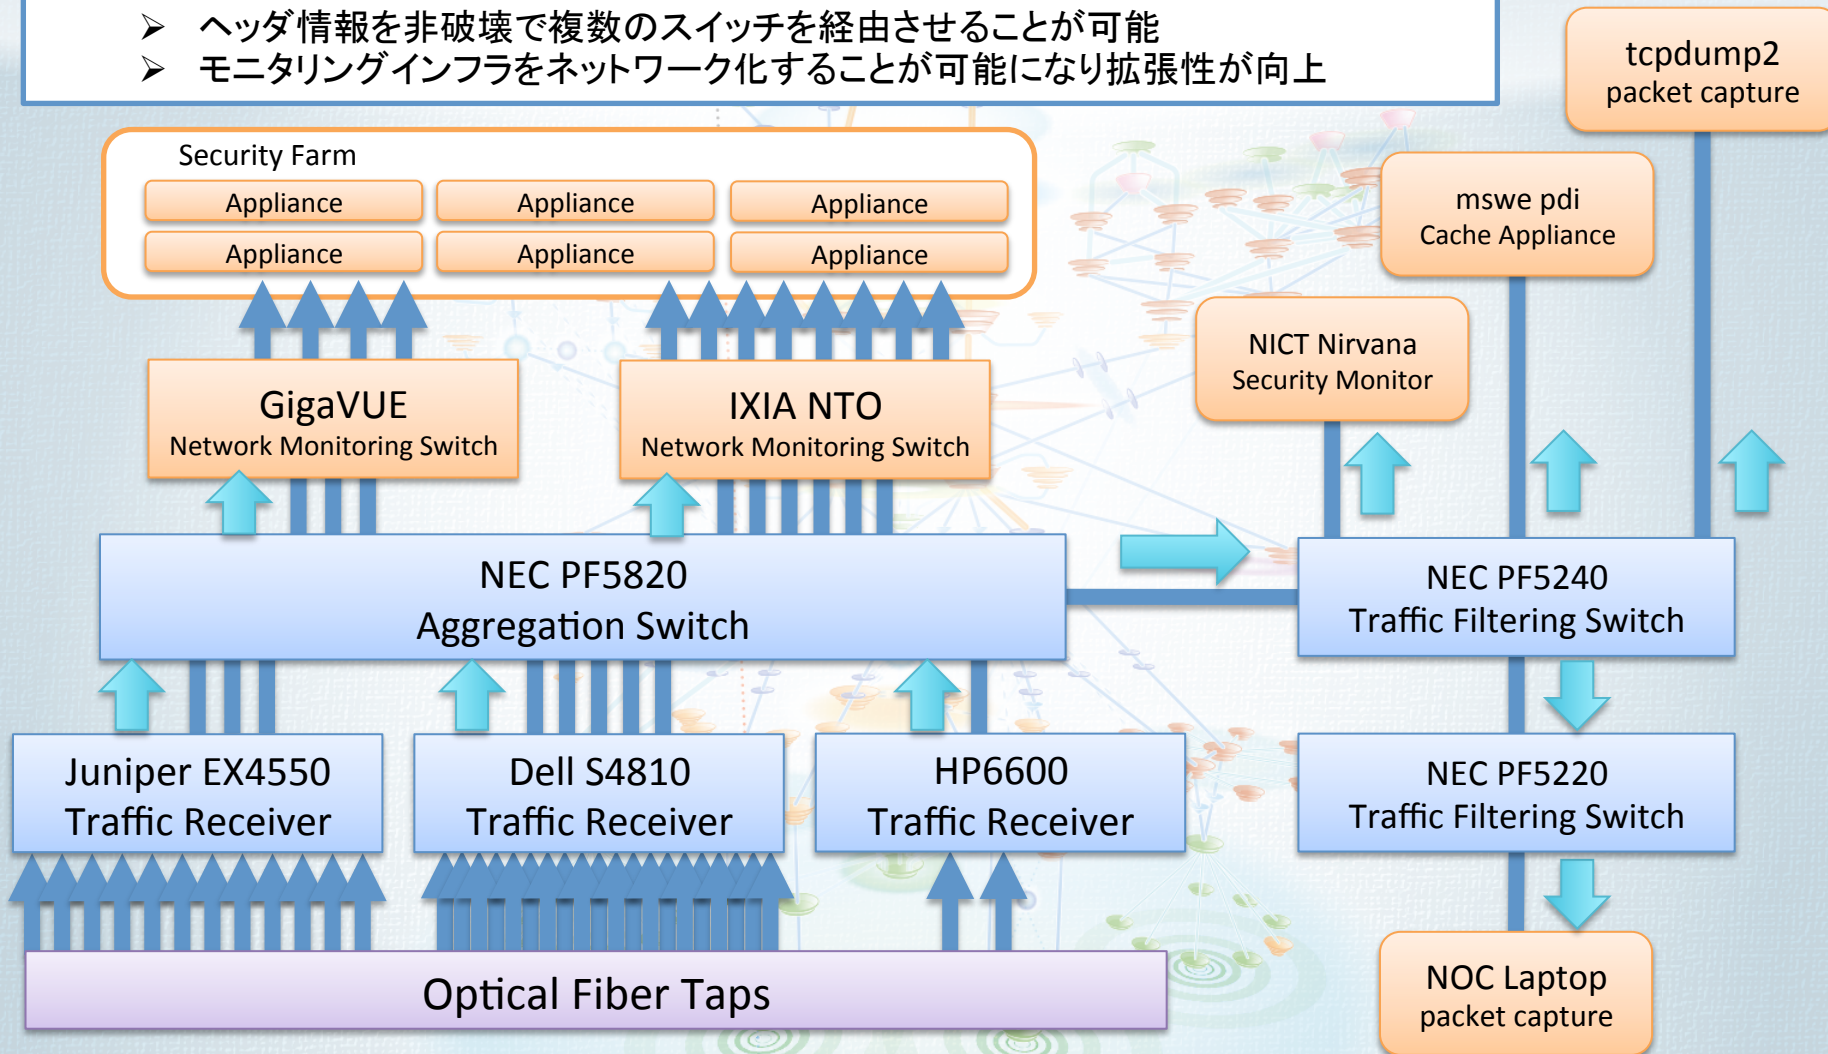 ➢ ヘッダ情報を非破壊で複数のスイッチを経由させることが可能
➢ モニタリングインフラをネットワーク化することが可能になり拡張性が向上
tcpdump2
packet capture
Security Farm
Appliance
Appliance
Appliance
Appliance
Appliance
Appliance
mswe pdi
Cache Appliance
NICT Nirvana
Security Monitor
GigaVUE
Network Monitoring Switch
IXIA NTO
Network Monitoring Switch
NEC PF5820
Aggregation Switch
NEC PF5240
Traffic Filtering Switch
Juniper EX4550
Traffic Receiver
Dell S4810
Traffic Receiver
HP6600
Traffic Receiver
NEC PF5220
Traffic Filtering Switch
Optical Fiber Taps
NOC Laptop
packet capture